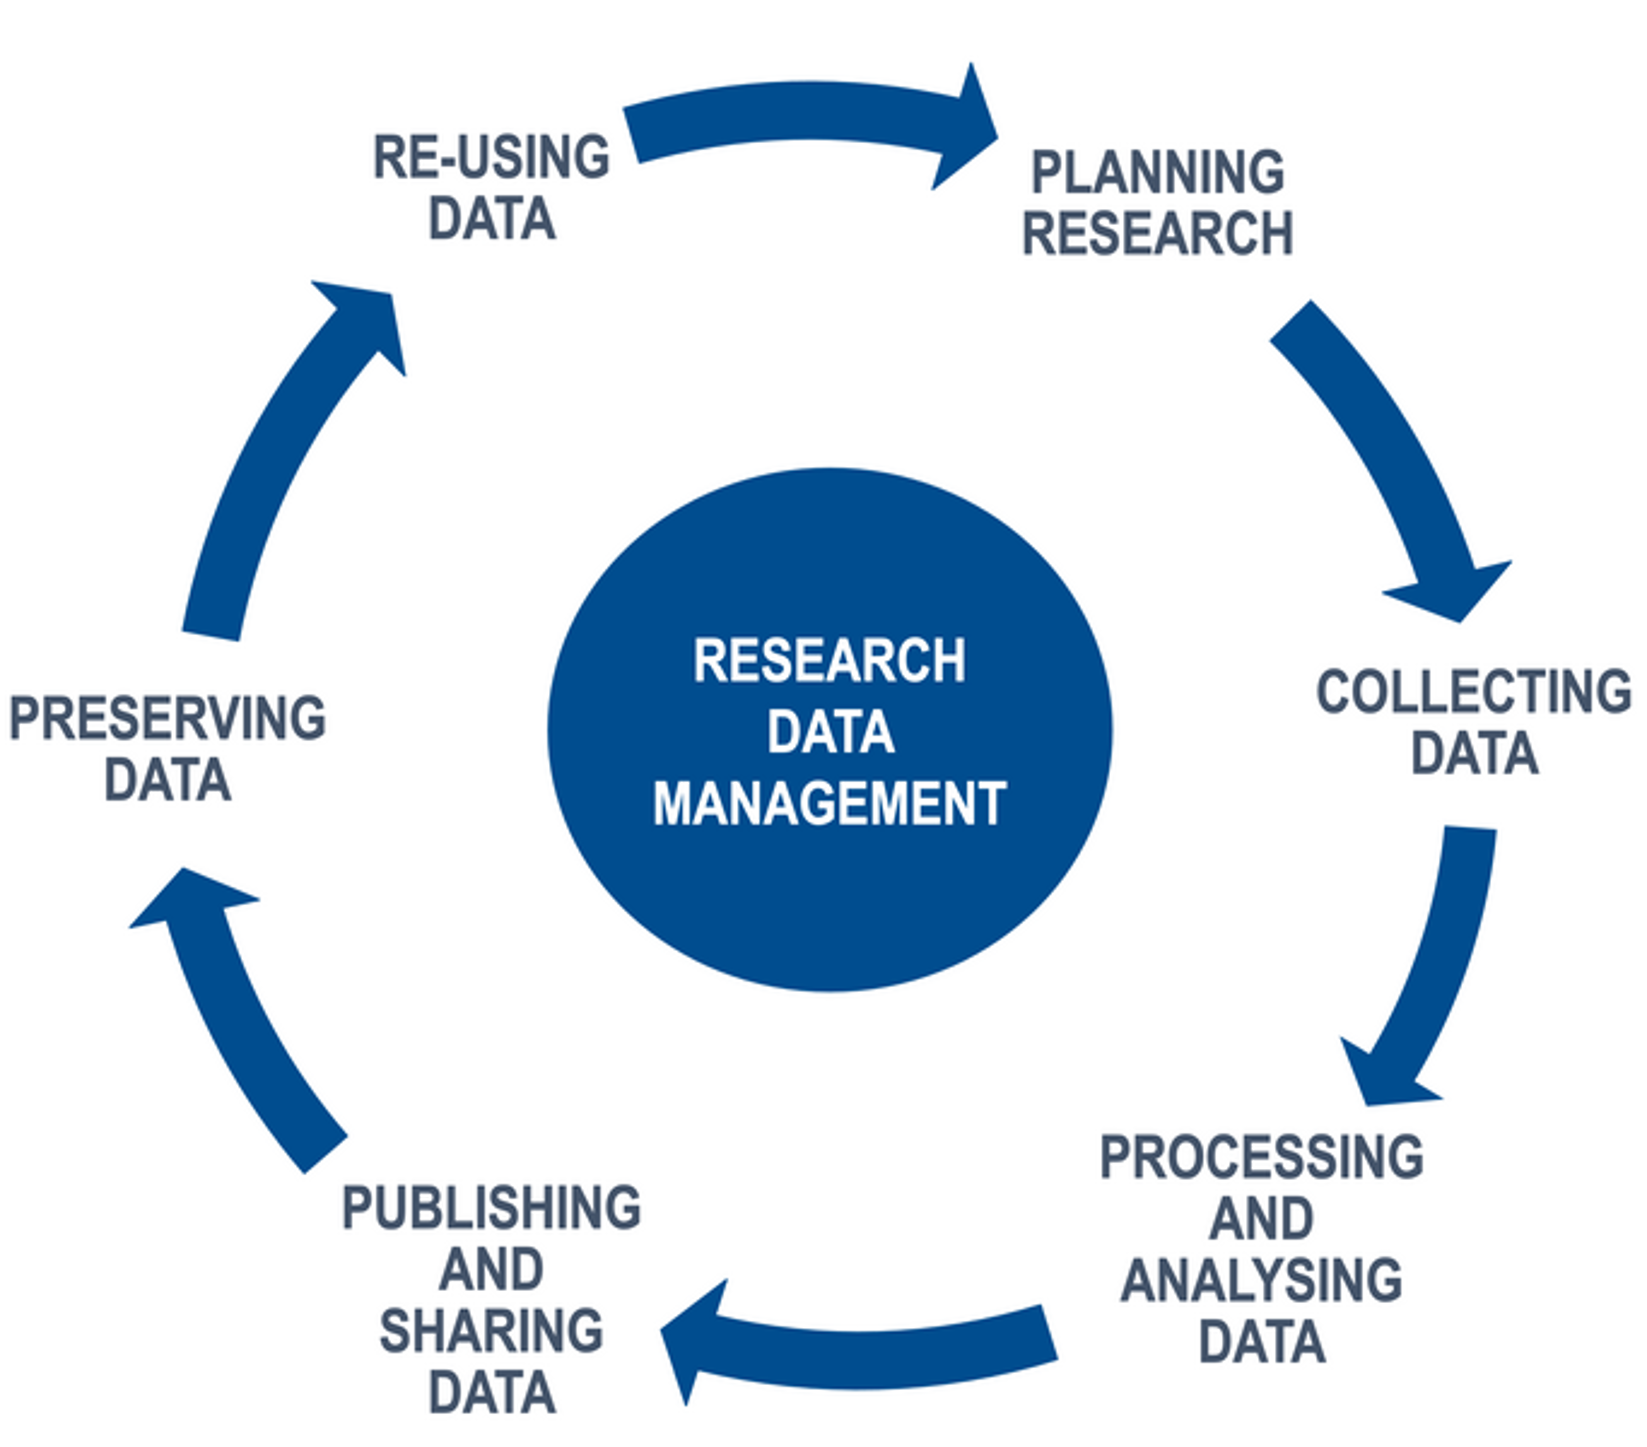 RE-USING
DATA
PLANNING
RESEARCH
COLLECTING
DATA
PROCESSING
AND
ANALYSING
DATA
PUBLISHING
AND
SHARING
DATA
PRESERVING
DATA
RESEARCH
DATA
MANAGEMENT